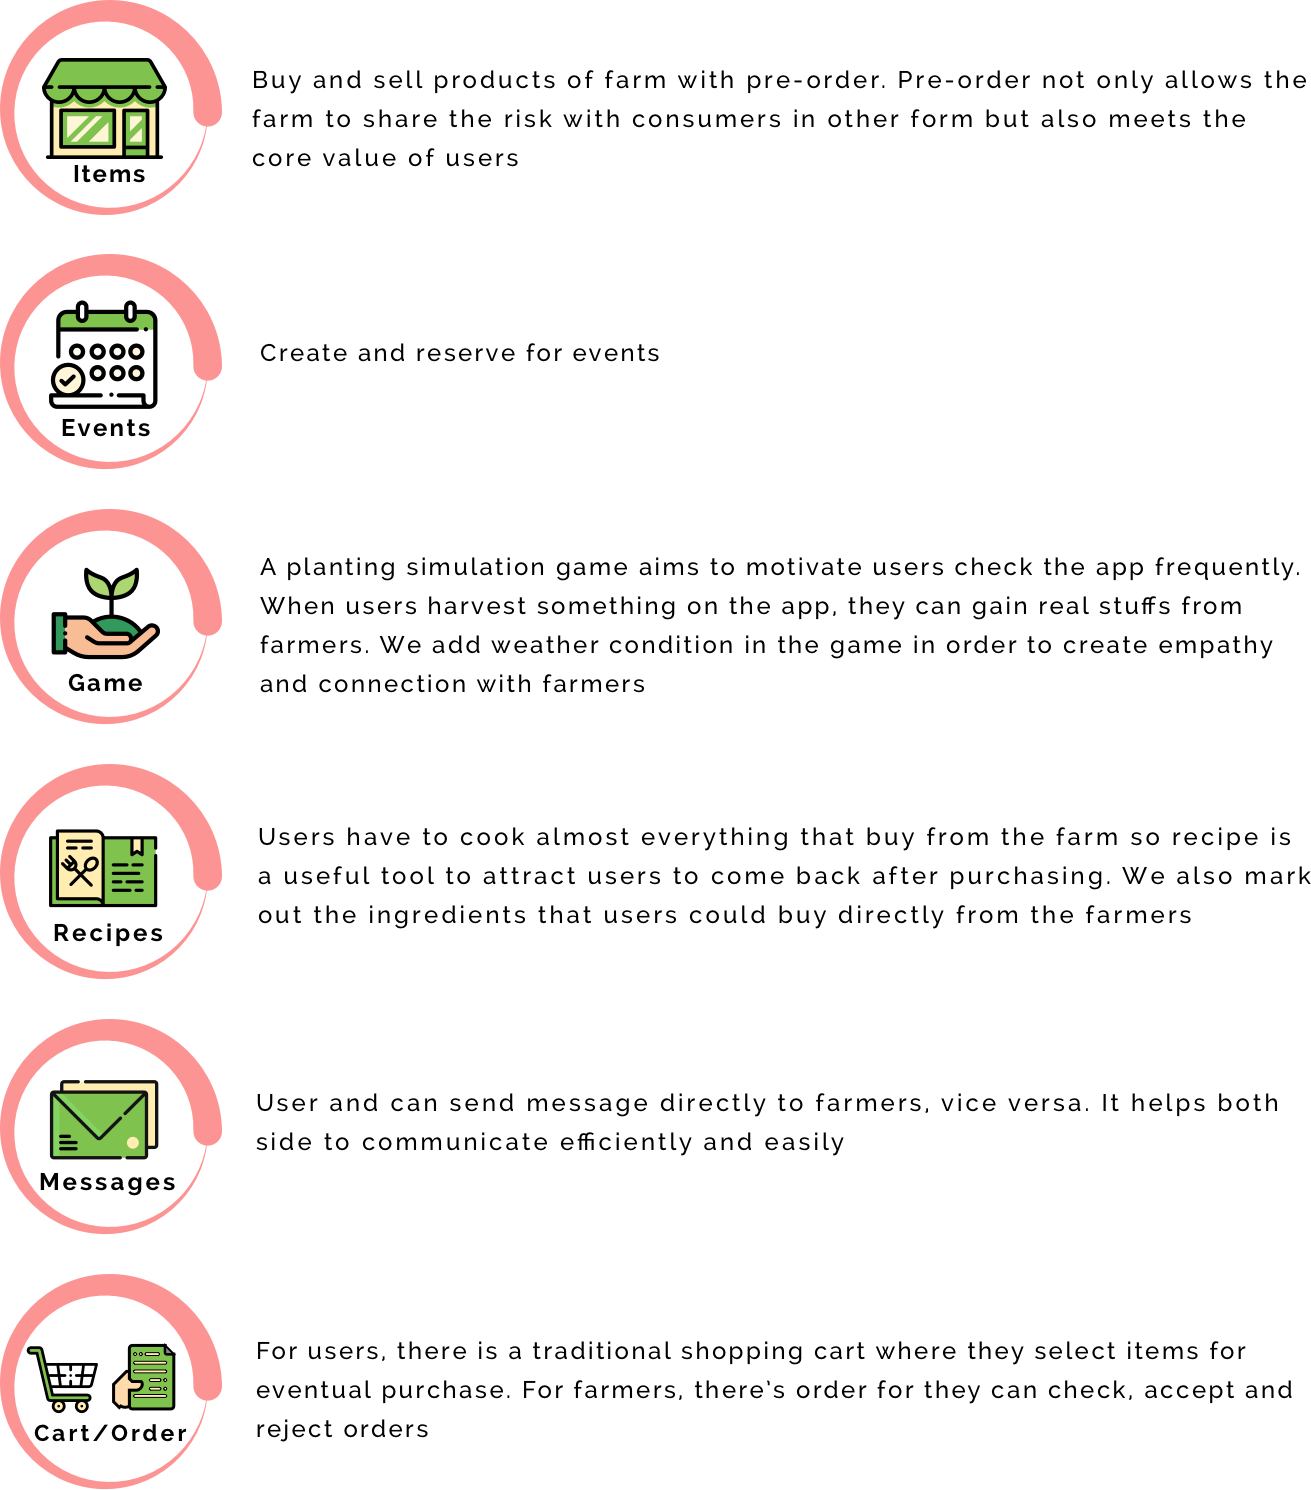 Buy and sell products of farm with pre-order. Pre-order not only allows the
farm to share the risk with consumers in other form but also meets the
core value of users
Items
Create and reserve for events
Events
A planting simulation game aims to motivate users check the app frequently.
When users harvest something on the app, they can gain real stuffs from
farmers. We add weather condition in the game in order to create empathy
and connection with farmers
Game
Users have to cook almost everything that buy from the farm so recipe is
a useful tool to attract users to come back after purchasing. We also mark
out the ingredients that users could buy directly from the farmers
Recipes
User and can send message directly to farmers, vice versa. It helps both
side to communicate efficiently and easily
Messages
For users, there is a traditional shopping cart where they select items for
eventual purchase. For farmers, there's order for they can check, accept and
reject orders
Cart/Order